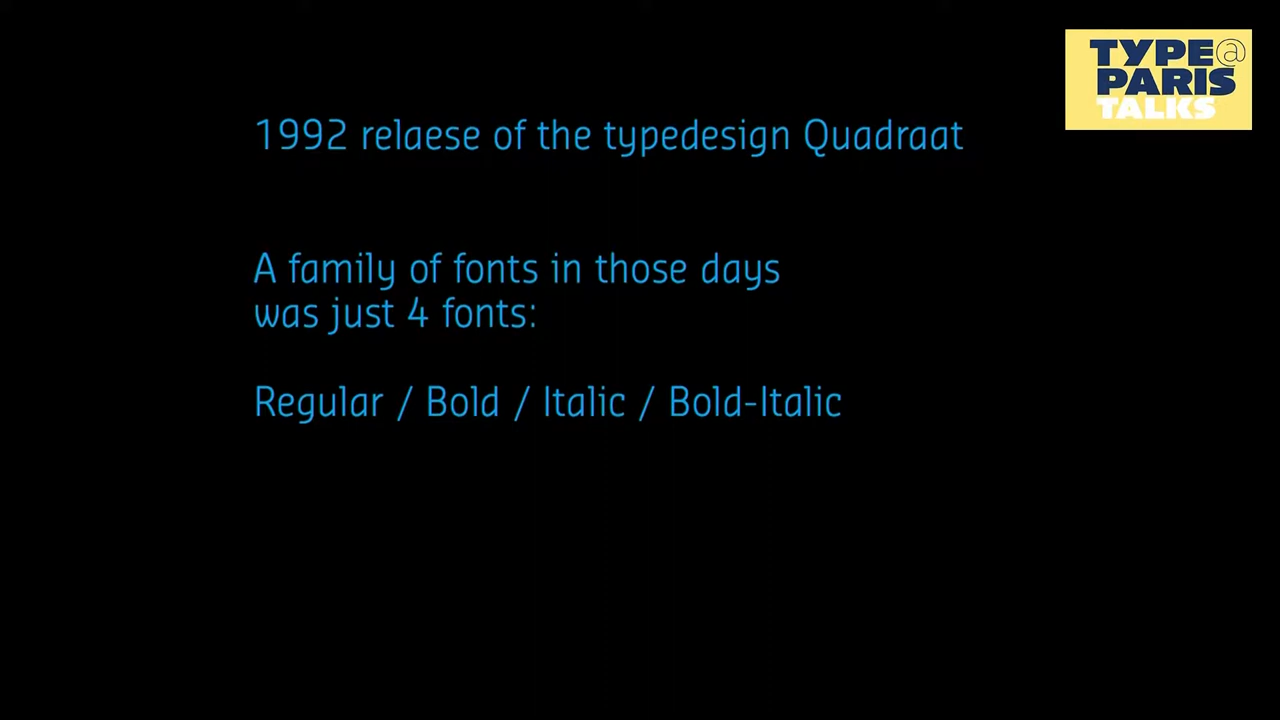 TYPE@
PARIS
TALKS
1992 relaese of the typedesign Quadraat
A family of fonts in those days
was just 4 fonts:
Regular / Bold / Italic / Bold-Italic